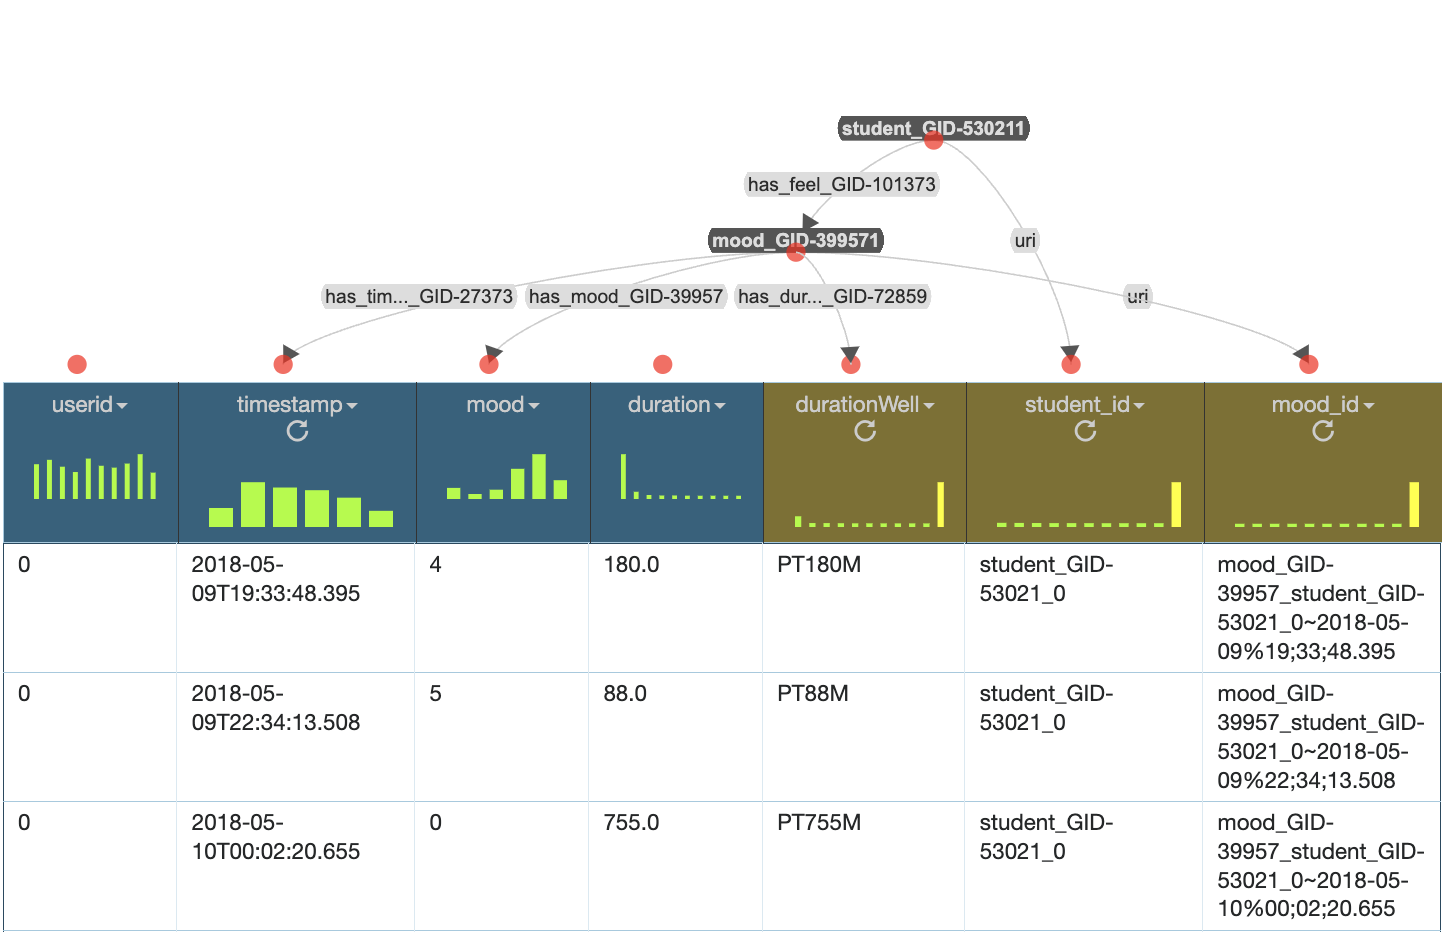 student_GID-530211
has_feel_GID-101373
mood_GID-399571
uri
has_tim..._GID-27373
has_mood_GID-39957
has_dur..._GID-72859
uri
userid
timestamp
mood
duration
durationWell
student_id
mood_id
0
2018-05-
09T19:33:48.395
4
180.0
PT180M
student_GID-
53021_0
mood_GID-
39957_student_GID-
53021_0~2018-05-
09%19;33;48.395
0
2018-05-
09T22:34:13.508
5
88.0
PT88M
student_GID-
53021_0
mood_GID-
39957_student_GID-
53021_0~2018-05-
09%22;34;13.508
0
2018-05-
10T00:02:20.655
0
755.0
PT755M
student_GID-
53021_0
mood_GID-
39957_student_GID-
53021_0~2018-05-
10%00;02;20.655